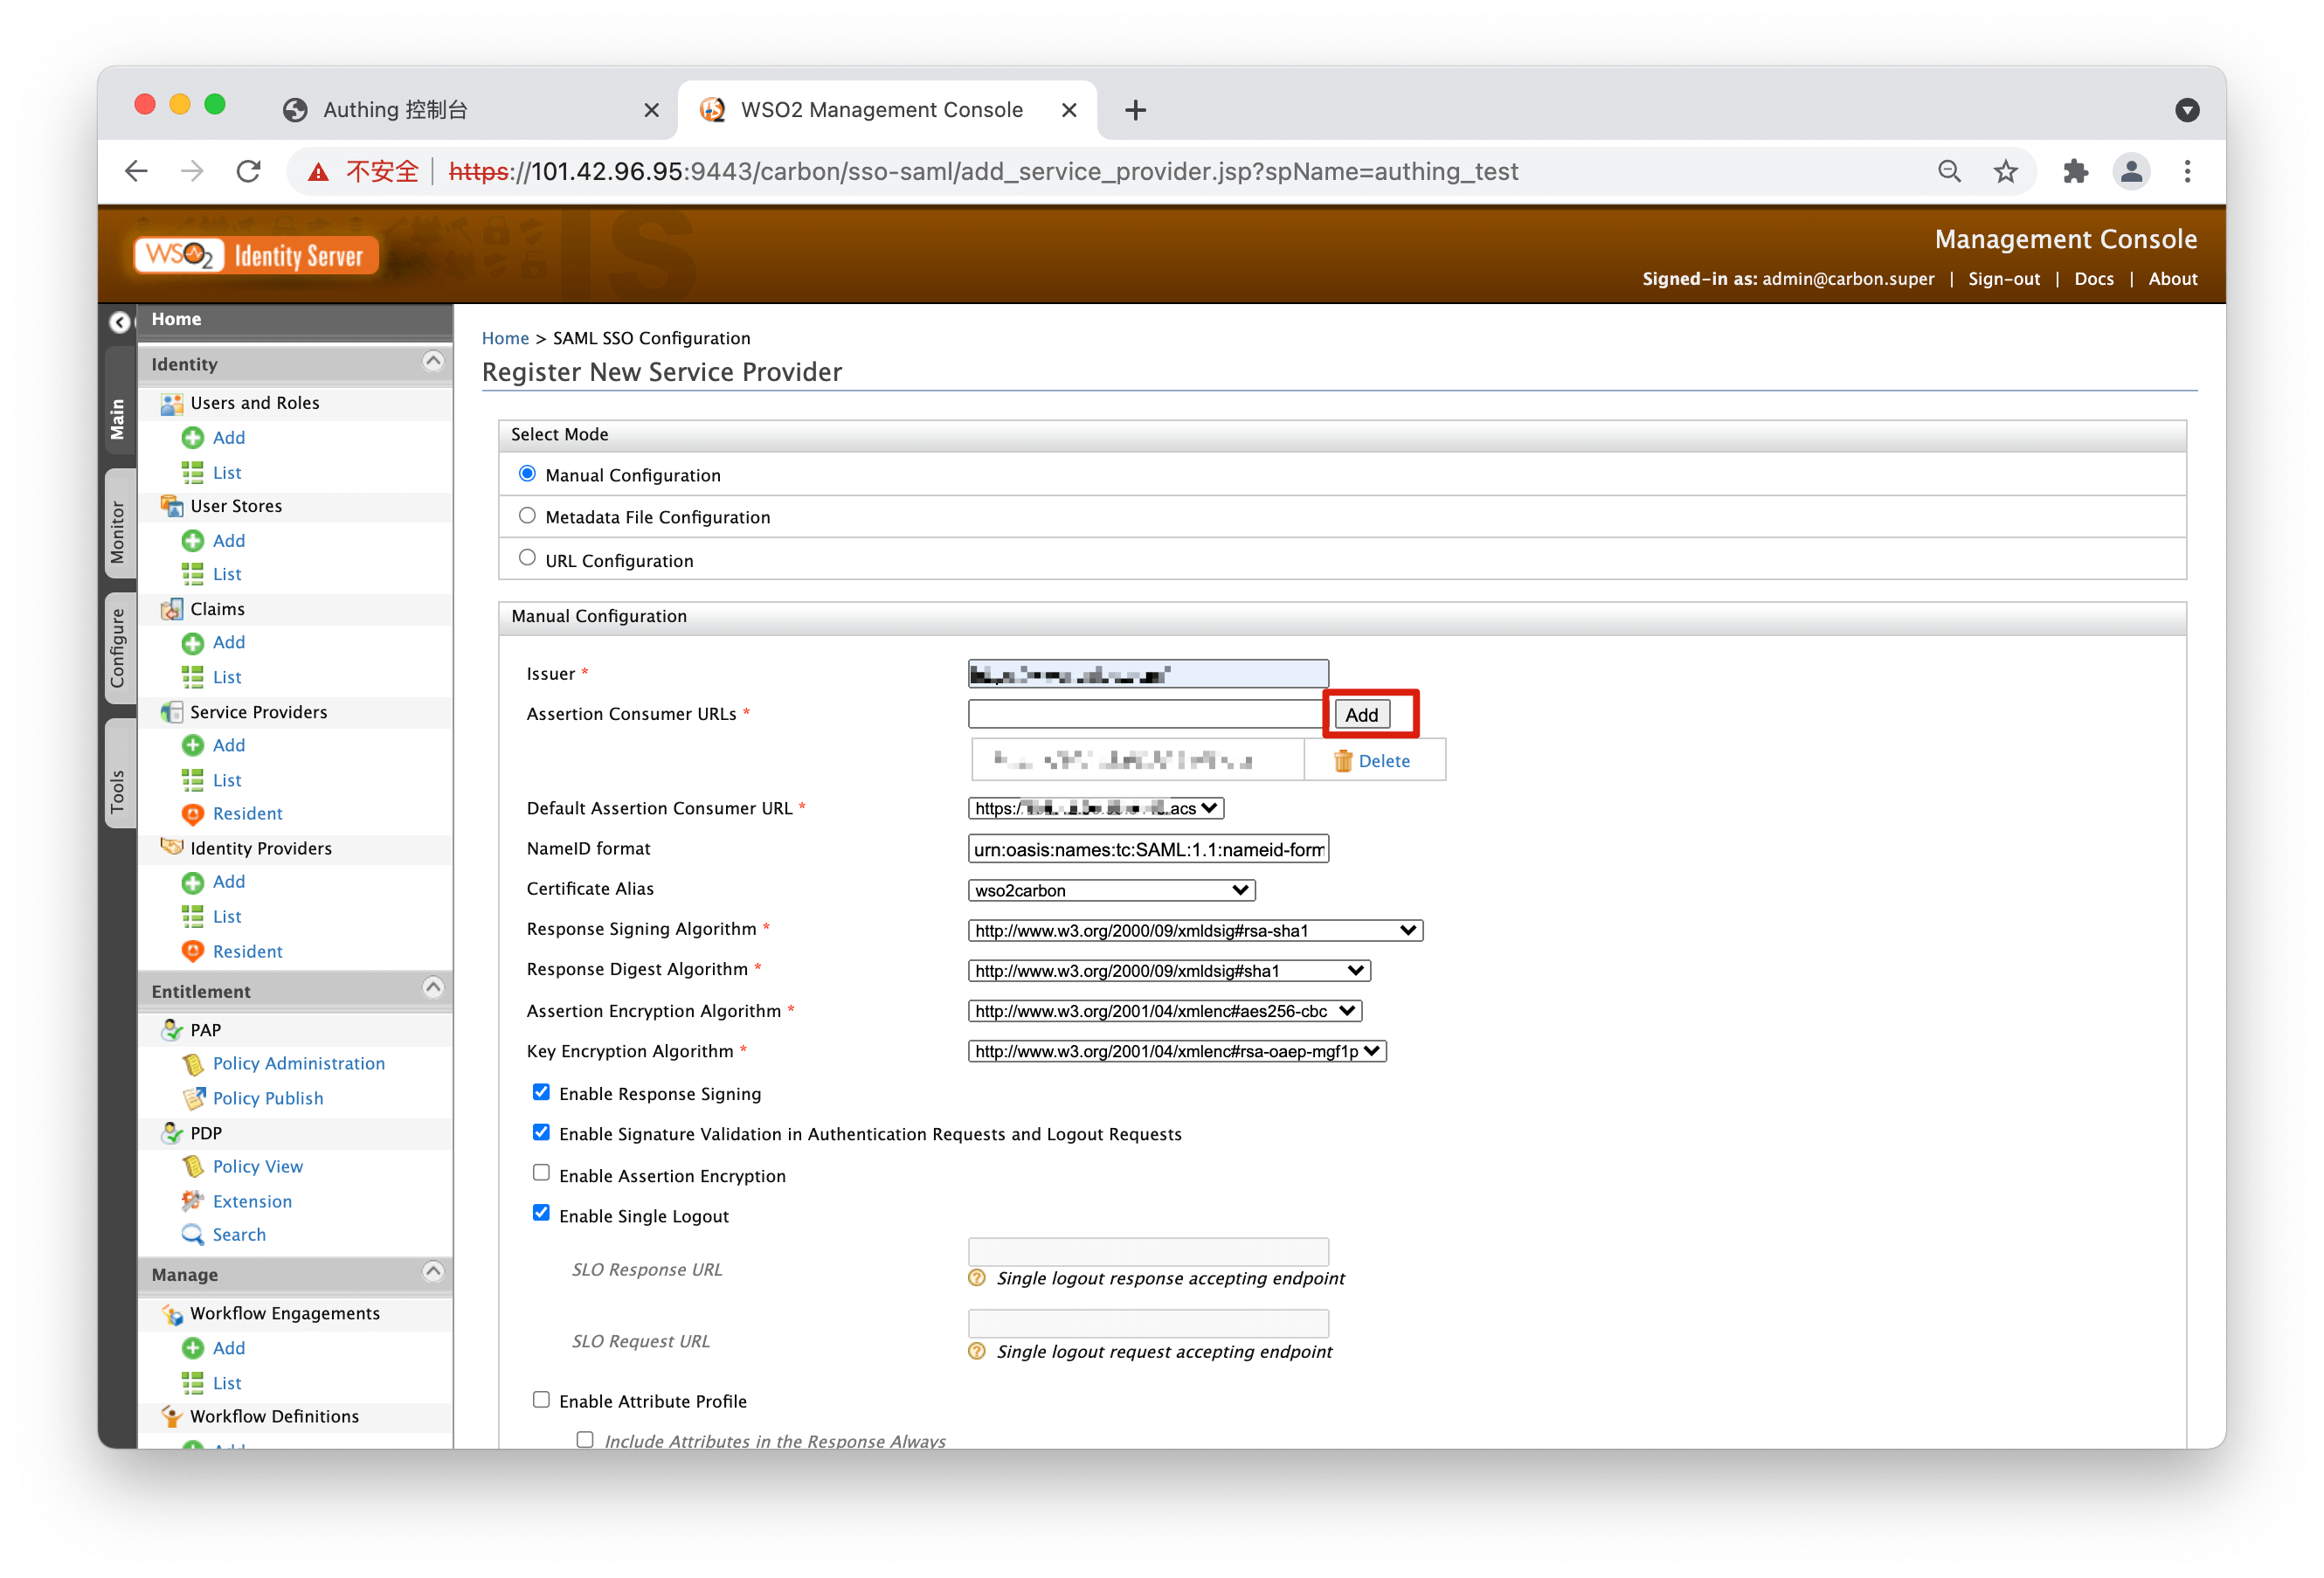 Authing 控制台
WSO2 Management Console
不安全
https://101.42.96.95:9443/carbon/sso-saml/add_service_provider.jsp?spName=authing_test
WSO2 Identity Server
Management Console
Signed-in as: admin@carbon.super | Sign-out | Docs | About
Main
Monitor
Configure
Tools
Home
Identity
Users and Roles
Add
List
User Stores
Add
List
Claims
Add
List
Service Providers
Add
List
Resident
Identity Providers
Add
List
Resident
Entitlement
PAP
Policy Administration
Policy Publish
PDP
Policy View
Extension
Search
Manage
Workflow Engagements
Add
List
Workflow Definitions
Add
Home > SAML SSO Configuration
Register New Service Provider
Select Mode
Manual Configuration
Metadata File Configuration
URL Configuration
Manual Configuration
Issuer *
Assertion Consumer URLs *
Add
Delete
Default Assertion Consumer URL *
https:/ acs
NameID format
urn:oasis:names:tc:SAML:1.1:nameid-form
Certificate Alias
wso2carbon
Response Signing Algorithm *
http://www.w3.org/2000/09/xmldsig#rsa-sha1
Response Digest Algorithm *
http://www.w3.org/2000/09/xmldsig#sha1
Assertion Encryption Algorithm *
http://www.w3.org/2001/04/xmlenc#aes256-cbc
Key Encryption Algorithm *
http://www.w3.org/2001/04/xmlenc#rsa-oaep-mgf1p
Enable Response Signing
Enable Signature Validation in Authentication Requests and Logout Requests
Enable Assertion Encryption
Enable Single Logout
SLO Response URL
Single logout response accepting endpoint
SLO Request URL
Single logout request accepting endpoint
Enable Attribute Profile
Include Attributes in the Response Always